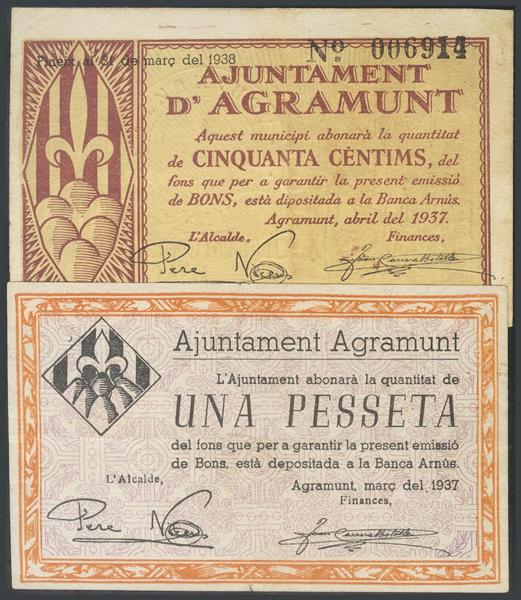 Pineix al 31 de març del 1938 Nº 006914
AJUNTAMENT
D'AGRAMUNT
Aquest municipi abonarà la quantitat
de CINQUANTA CÈNTIMS, del
fons que per a garantir la present emissió
de BONS, està dipositada a la Banca Arnús.
Agramunt, abril del 1937.
L'Alcalde, Finances,
Pere
Ajuntament Agramunt
L'Ajuntament abonarà la quantitat de
UNA PESSETA
del fons que per a garantir la present emissió
de Bons, està depositada a la Banca Arnús.
Agramunt, març del 1937
L'Alcalde, Finances,
Pere